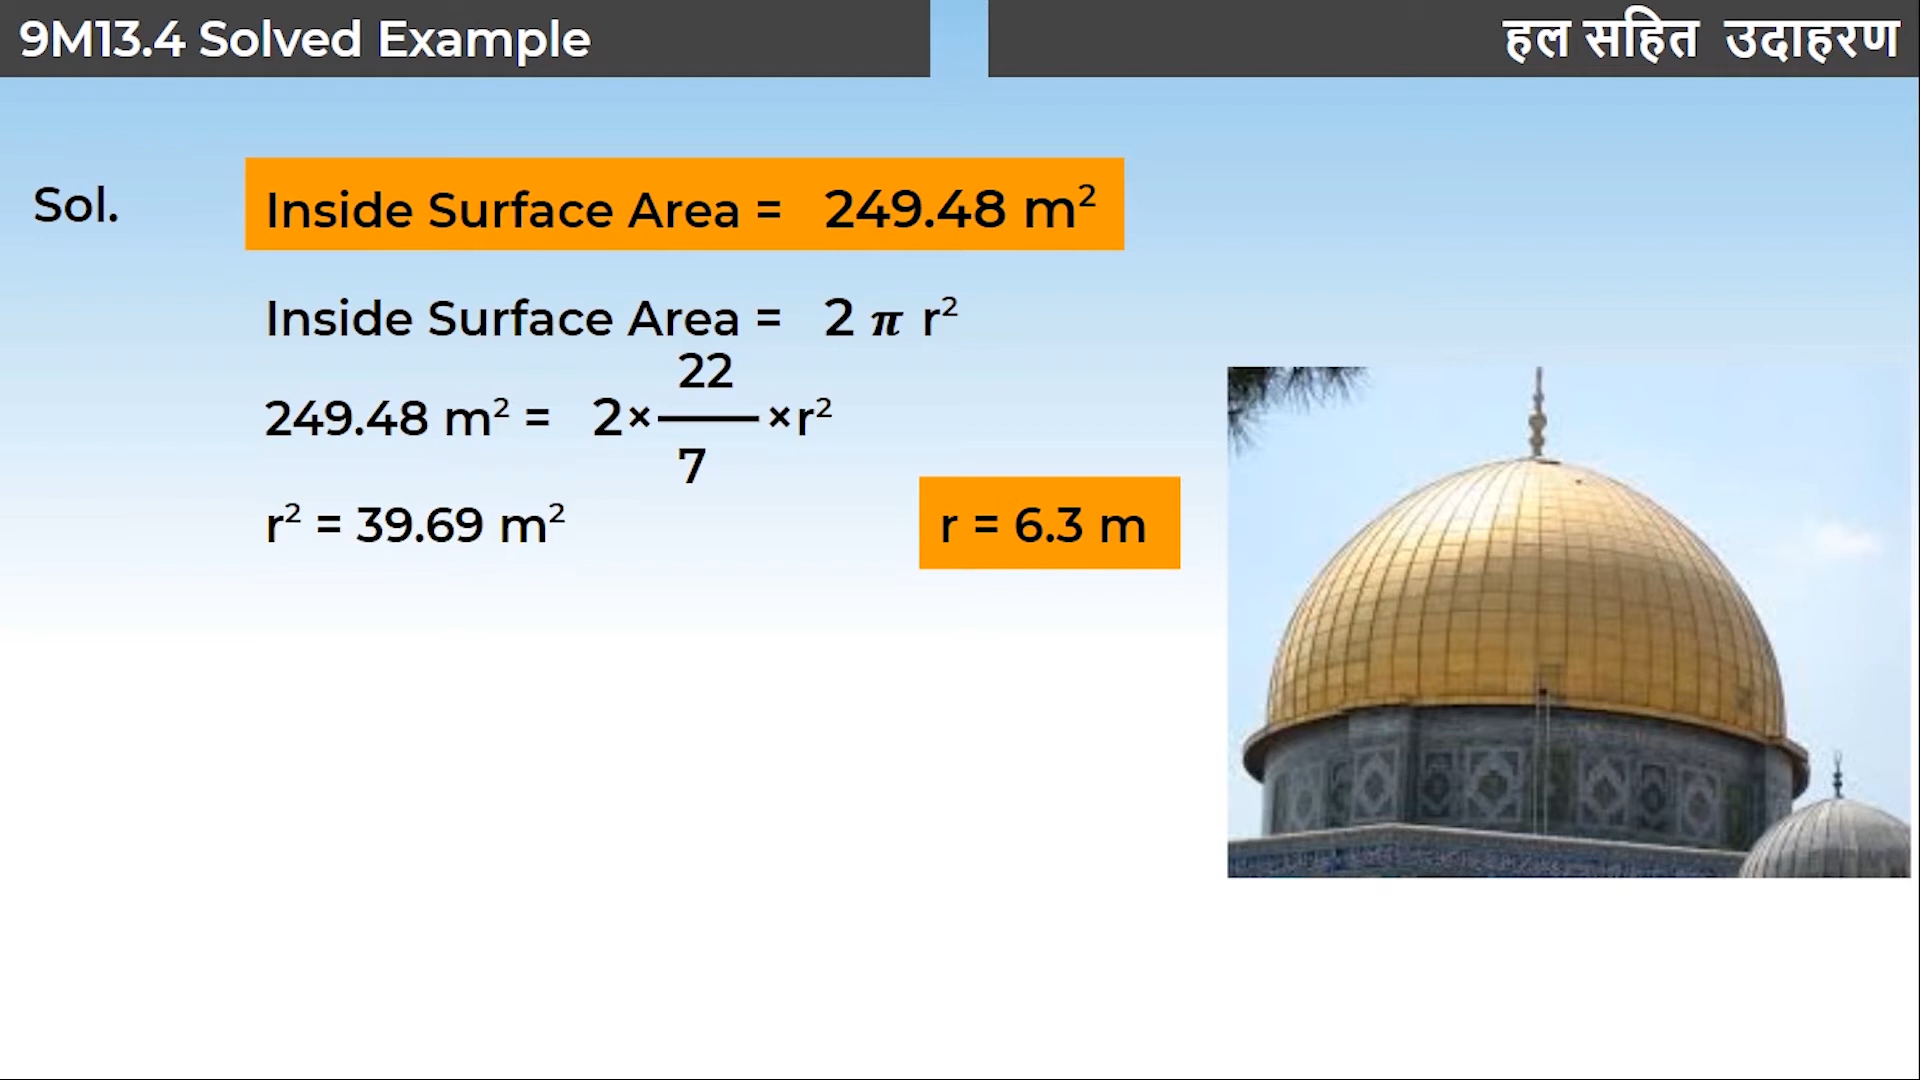 9M13.4 Solved Example
हल सहित उदाहरण
Sol.
Inside Surface Area = 249.48 m²
Inside Surface Area = 2 π r²
249.48 m² = 2× 22/7 ×r²
r² = 39.69 m²
r = 6.3 m